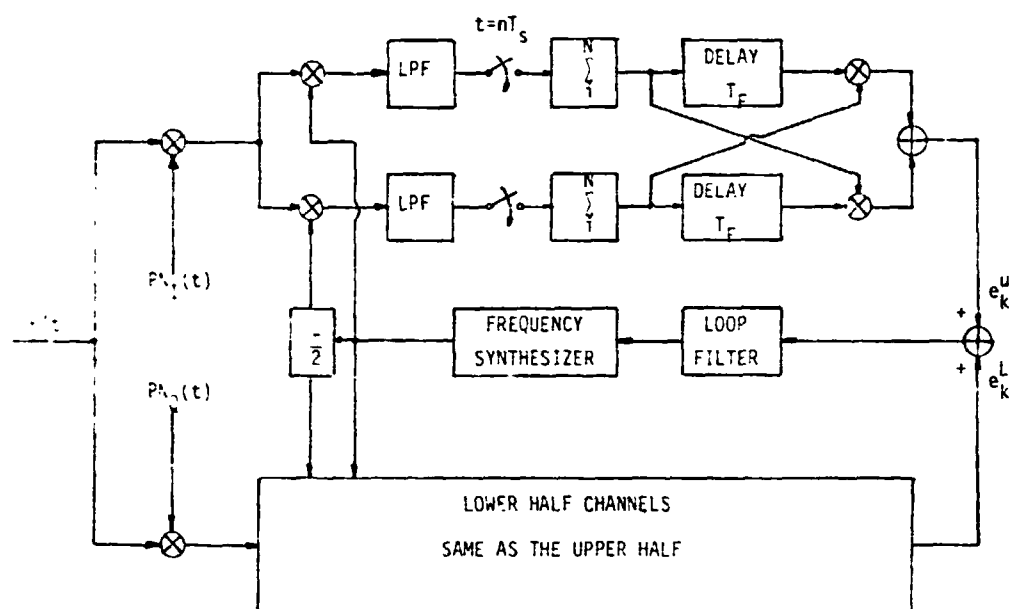 t=nT_s
LPF
N
Σ
1
DELAY
T_F
LPF
N
Σ
1
DELAY
T_F
e_k^u
+
FREQUENCY
SYNTHESIZER
LOOP
FILTER
2
+
e_k^L
LOWER HALF CHANNELS
SAME AS THE UPPER HALF